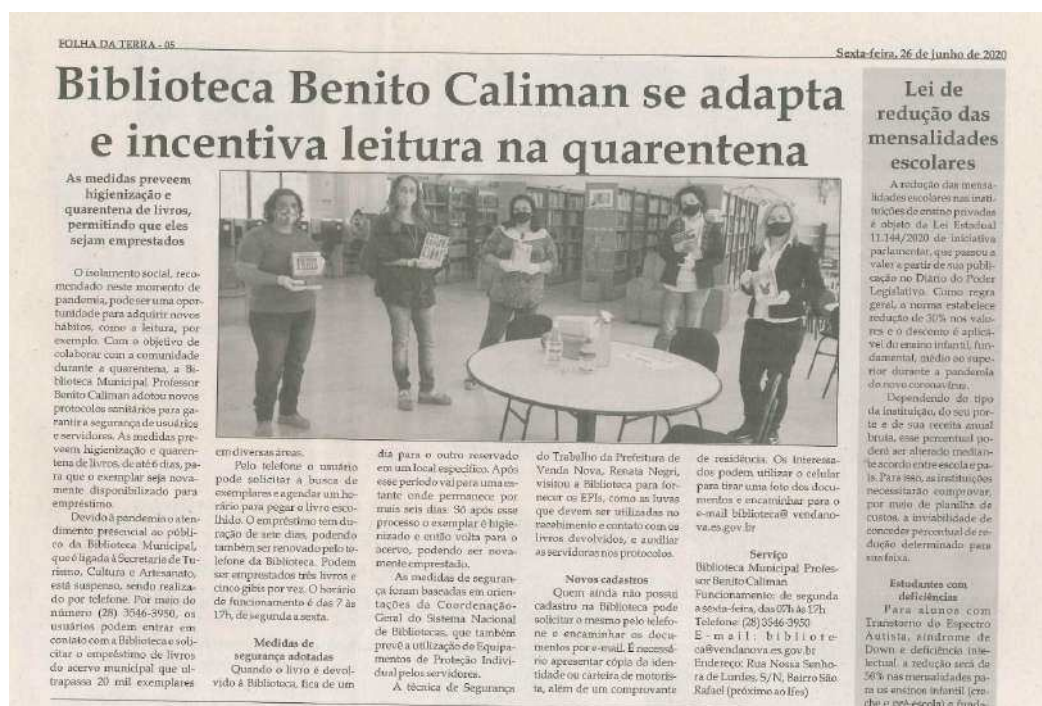 FOLHA DA TERRA - 05
Sexta-feira, 26 de junho de 2020
Biblioteca Benito Caliman se adapta
e incentiva leitura na quarentena
As medidas preveem
higienização e
quarentena de livros,
permitindo que eles
sejam emprestados
O isolamento social, reco-
mendado neste momento de
pandemia, pode ser uma opor-
tunidade para adquirir novos
hábitos, como a leitura, por
exemplo. Com o objetivo de
colaborar com a comunidade
durante a quarentena, a Bi-
blioteca Municipal Professor
Benito Caliman adotou novos
protocolos sanitários para ga-
rantir a segurança de usuários
e servidores. As medidas pre-
veem higienização e quaren-
tena de livros, de até 6 dias, pa-
ra que o exemplar seja nova-
mente disponibilizado para
empréstimo.
Devido à pandemia o aten-
dimento presencial ao públi-
co da Biblioteca Municipal,
que é ligada à Secretaria de Tu-
rismo, Cultura e Artesanato,
está suspenso, sendo realiza-
do por telefone. Por meio do
número (28) 3546-3950, os
usuários podem entrar em
contato com a Biblioteca e soli-
citar o empréstimo de livros
do acervo municipal que ul-
trapassa 20 mil exemplares
em diversas áreas.
Pelo telefone o usuário
pode solicitar a busca de
exemplares e agendar um ho-
rário para pegar o livro esco-
lhido. O empréstimo tem du-
ração de sete dias, podendo
também ser renovado pelo te-
lefone da Biblioteca. Podem
ser emprestados três livros e
cinco gibis por vez. O horário
de funcionamento é das 7 às
17h, de segunda a sexta.
Medidas de
segurança adotadas
Quando o livro é devol-
vido à Biblioteca, fica de um
dia para o outro reservado
em um local específico. Após
esse período vai para uma es-
tante onde permanece por
mais seis dias. Só após esse
processo o exemplar é higie-
nizado e então volta para o
acervo, podendo ser nova-
mente emprestado.
As medidas de seguran-
ça foram baseadas em orien-
tações da Coordenação-
Geral do Sistema Nacional
de Bibliotecas, que também
prevê a utilização de Equipa-
mentos de Proteção Indivi-
dual pelos servidores.
A técnica de Segurança
do Trabalho da Prefeitura de
Venda Nova, Renata Negri,
visitou a Biblioteca para for-
necer os EPIs, como as luvas
que devem ser utilizadas no
recebimento e contato com os
livros devolvidos, e auxiliar
as servidoras nos protocolos.
Novos cadastros
Quem ainda não possui
cadastro na Biblioteca pode
solicitar o mesmo pelo telefo-
ne e encaminhar os docu-
mentos por e-mail. É necessá-
rio apresentar cópia da iden-
tidade ou carteira de motoris-
ta, além de um comprovante
de residência. Os interessa-
dos podem utilizar o celular
para tirar uma foto dos docu-
mentos e encaminhar para o
e-mail biblioteca@ vendano-
va.es.gov.br
Serviço
Biblioteca Municipal Profes-
sor Benito Caliman
Funcionamento: de segunda
a sexta-feira, das 07h às 17h
Telefone: (28) 3546-3950
E-mail: bibliote-
ca@vendanova.es.gov.br
Endereço: Rua Nossa Senho-
ra de Lurdes, S/N, Bairro São
Rafael (próximo ao Ifes)
Lei de
redução das
mensalidades
escolares
A redução das mensa-
lidades escolares nas insti-
tuições de ensino privadas
é objeto da Lei Estadual
11.144/2020 de iniciativa
parlamentar, que passou a
valer a partir de sua publi-
cação no Diário do Poder
Legislativo. Como regra
geral, a norma estabelece
redução de 30% nos valo-
res e o desconto é aplicá-
vel do ensino infantil, fun-
damental, médio ao supe-
rior durante a pandemia
do novo coronavírus.
Dependendo do tipo
da instituição, do seu por-
te e de sua receita anual
bruta, esse percentual po-
derá ser alterado median-
te acordo entre escola e pa-
is. Para isso, as instituições
necessitarão comprovar,
por meio de planilha de
custos, a inviabilidade de
conceder percentual de re-
dução determinado para
sua faixa.
Estudantes com
deficiências
Para alunos com
Transtorno do Espectro
Autista, síndrome de
Down e deficiência inte-
lectual, a redução será de
50% nas mensalidades pa-
ra os ensinos infantil (cre-
che e pré-escola) e funda-